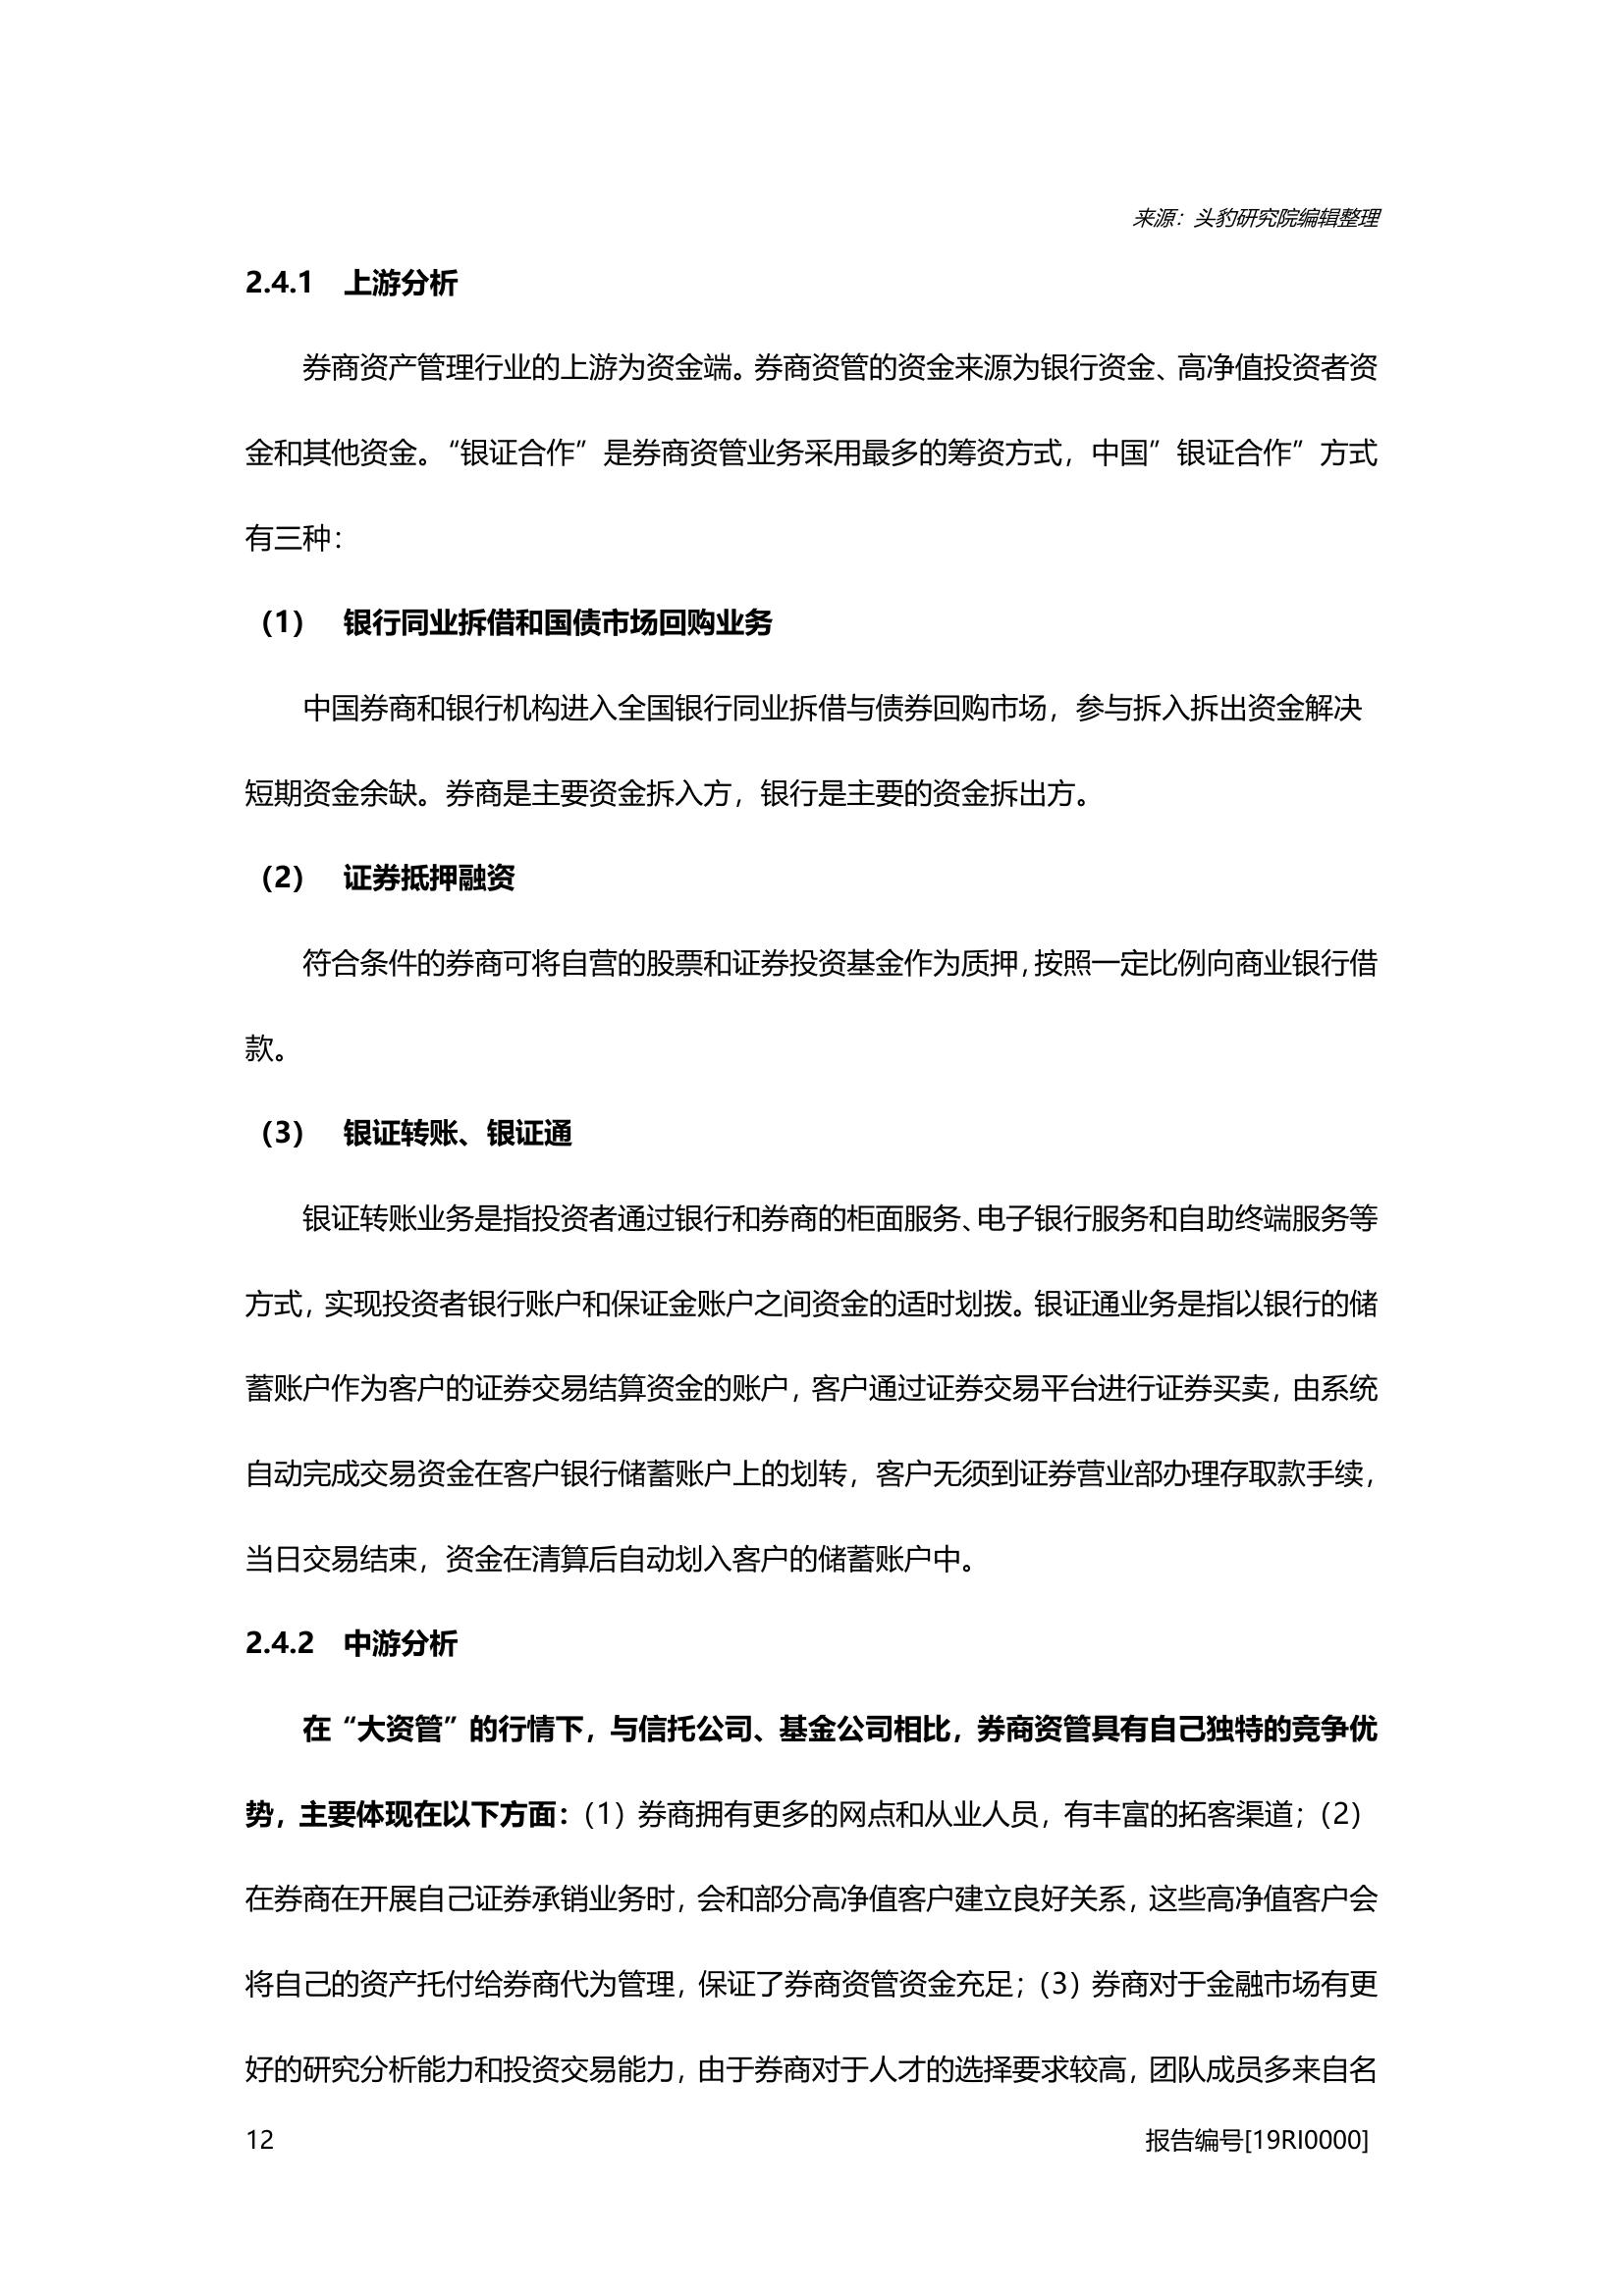 来源：头豹研究院编辑整理
2.4.1 上游分析
券商资产管理行业的上游为资金端。券商资管的资金来源为银行资金、高净值投资者资
金和其他资金。“银证合作”是券商资管业务采用最多的筹资方式，中国”银证合作”方式
有三种：
（1） 银行同业拆借和国债市场回购业务
中国券商和银行机构进入全国银行同业拆借与债券回购市场，参与拆入拆出资金解决
短期资金余缺。券商是主要资金拆入方，银行是主要的资金拆出方。
（2） 证券抵押融资
符合条件的券商可将自营的股票和证券投资基金作为质押，按照一定比例向商业银行借
款。
（3） 银证转账、银证通
银证转账业务是指投资者通过银行和券商的柜面服务、电子银行服务和自助终端服务等
方式，实现投资者银行账户和保证金账户之间资金的适时划拨。银证通业务是指以银行的储
蓄账户作为客户的证券交易结算资金的账户，客户通过证券交易平台进行证券买卖，由系统
自动完成交易资金在客户银行储蓄账户上的划转，客户无须到证券营业部办理存取款手续，
当日交易结束，资金在清算后自动划入客户的储蓄账户中。
2.4.2 中游分析
在“大资管”的行情下，与信托公司、基金公司相比，券商资管具有自己独特的竞争优
势，主要体现在以下方面：（1）券商拥有更多的网点和从业人员，有丰富的拓客渠道；（2）
在券商在开展自己证券承销业务时，会和部分高净值客户建立良好关系，这些高净值客户会
将自己的资产托付给券商代为管理，保证了券商资管资金充足；（3）券商对于金融市场有更
好的研究分析能力和投资交易能力，由于券商对于人才的选择要求较高，团队成员多来自名
12 报告编号[19RI0000]